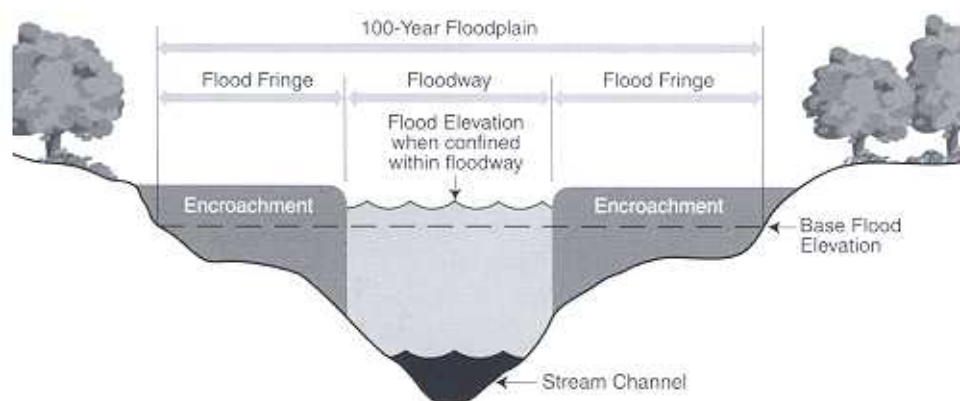 100-Year Floodplain
Flood Fringe
Floodway
Flood Fringe
Flood Elevation
when confined
within floodway
Encroachment
Encroachment
Base Flood
Elevation
Stream Channel